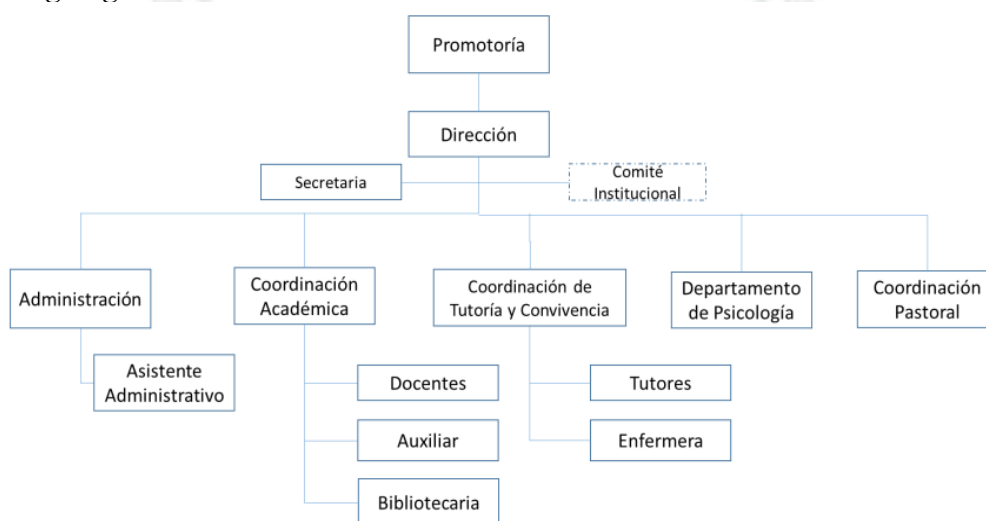 Promotoría
Dirección
Secretaria
Comité
Institucional
Administración
Coordinación
Académica
Coordinación de
Tutoría y Convivencia
Departamento
de Psicología
Coordinación
Pastoral
Asistente
Administrativo
Docentes
Tutores
Auxiliar
Enfermera
Bibliotecaria